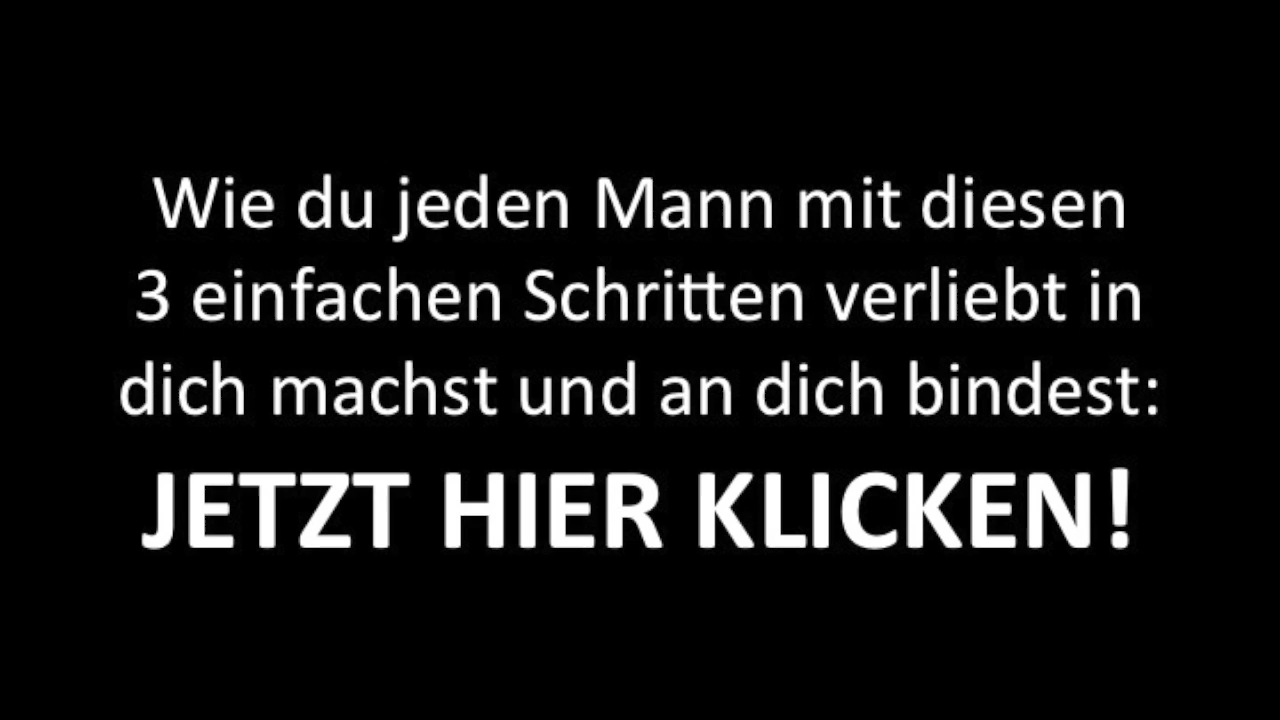 Wie du jeden Mann mit diesen
3 einfachen Schritten verliebt in
dich machst und an dich bindest:
JETZT HIER KLICKEN!